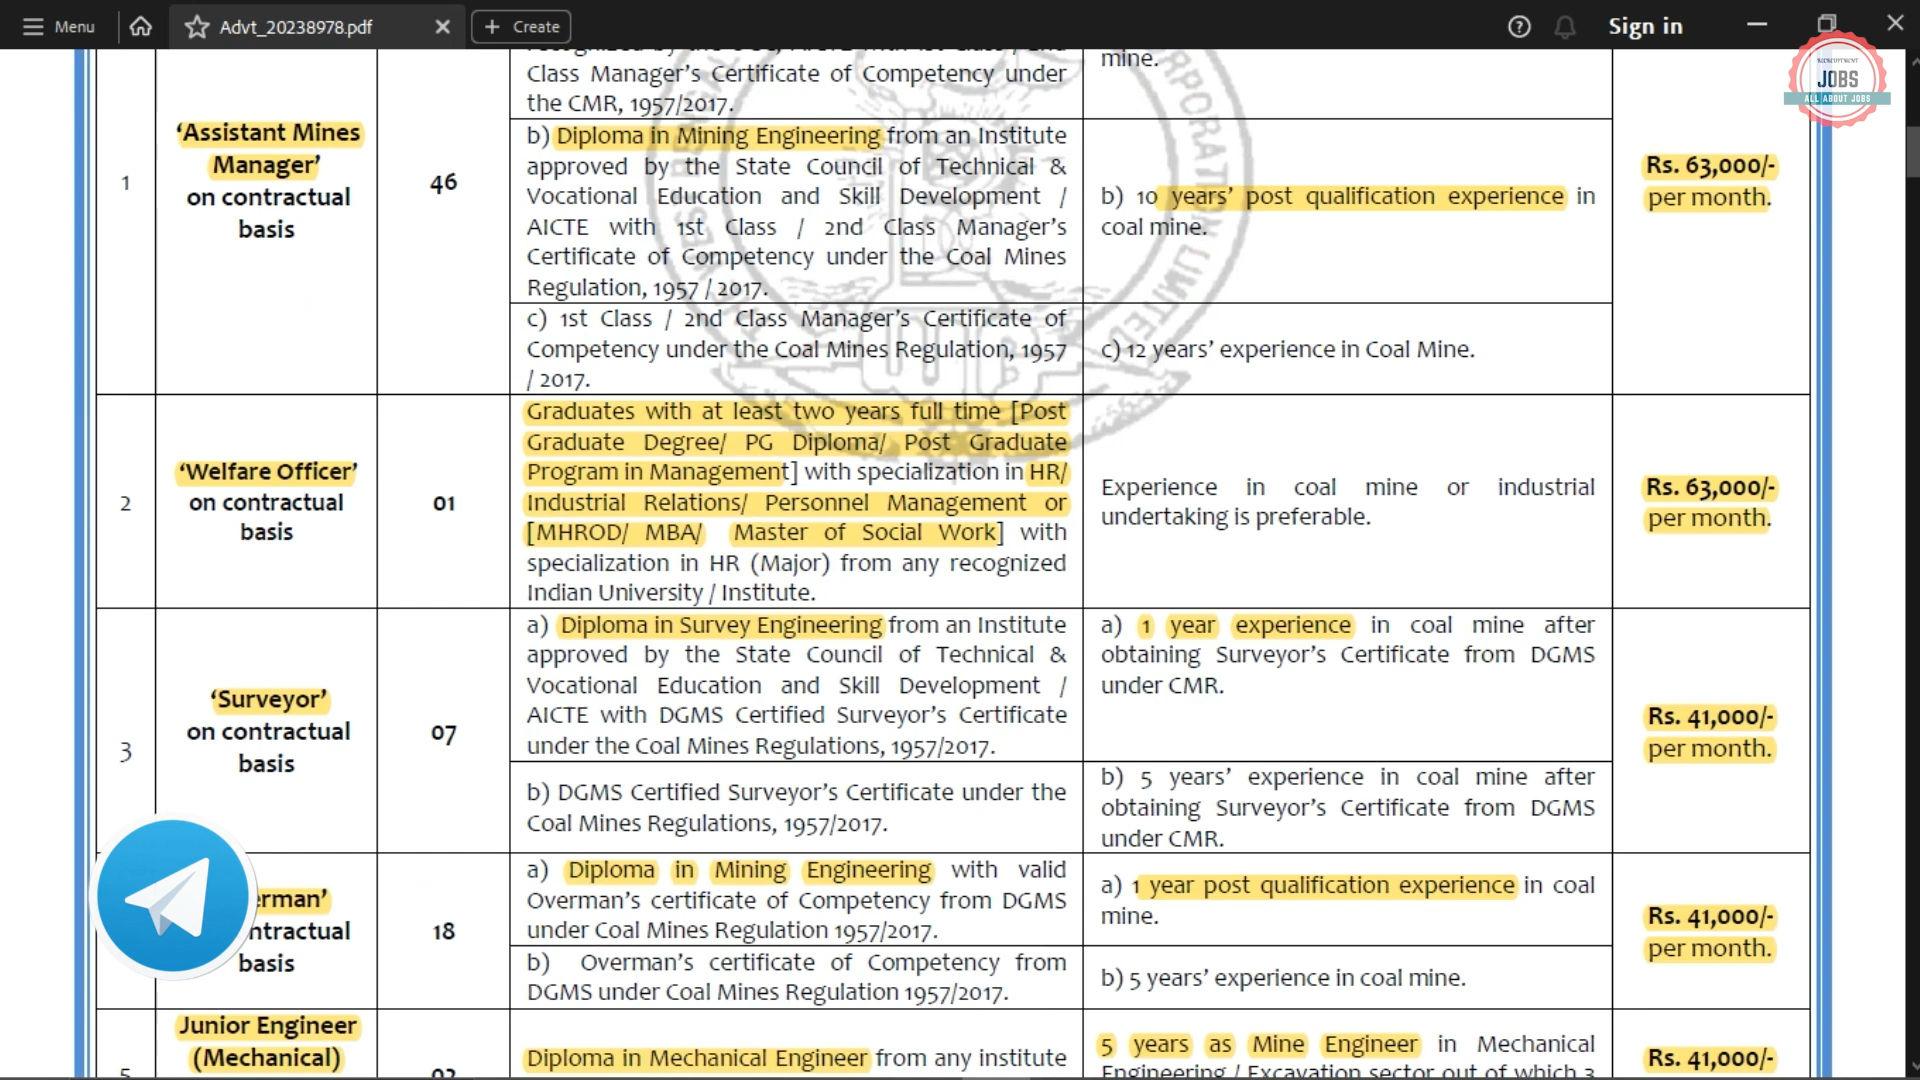 Menu
Advt_20238978.pdf
Create
Sign in
RECRUITMENT
JOBS
ALL ABOUT JOBS
Class Manager's Certificate of Competency under
the CMR, 1957/2017.
mine.
1
'Assistant Mines
Manager'
on contractual
basis
46
b) Diploma in Mining Engineering from an Institute
approved by the State Council of Technical &
Vocational Education and Skill Development /
AICTE with 1st Class / 2nd Class Manager's
Certificate of Competency under the Coal Mines
Regulation, 1957 / 2017.
b) 10 years' post qualification experience in
coal mine.
Rs. 63,000/-
per month.
c) 1st Class / 2nd Class Manager's Certificate of
Competency under the Coal Mines Regulation, 1957
/ 2017.
c) 12 years' experience in Coal Mine.
2
'Welfare Officer'
on contractual
basis
01
Graduates with at least two years full time [Post
Graduate Degree/ PG Diploma/ Post Graduate
Program in Management] with specialization in HR/
Industrial Relations/ Personnel Management or
[MHROD/ MBA/ Master of Social Work] with
specialization in HR (Major) from any recognized
Indian University / Institute.
Experience in coal mine or industrial
undertaking is preferable.
Rs. 63,000/-
per month.
3
'Surveyor'
on contractual
basis
07
a) Diploma in Survey Engineering from an Institute
approved by the State Council of Technical &
Vocational Education and Skill Development /
AICTE with DGMS Certified Surveyor's Certificate
under the Coal Mines Regulations, 1957/2017.
a) 1 year experience in coal mine after
obtaining Surveyor's Certificate from DGMS
under CMR.
b) DGMS Certified Surveyor's Certificate under the
Coal Mines Regulations, 1957/2017.
b) 5 years' experience in coal mine after
obtaining Surveyor's Certificate from DGMS
under CMR.
Rs. 41,000/-
per month.
erman'
ntractual
basis
18
a) Diploma in Mining Engineering with valid
Overman's certificate of Competency from DGMS
under Coal Mines Regulation 1957/2017.
a) 1 year post qualification experience in coal
mine.
b) Overman's certificate of Competency from
DGMS under Coal Mines Regulation 1957/2017.
b) 5 years' experience in coal mine.
Rs. 41,000/-
per month.
5
Junior Engineer
(Mechanical)
02
Diploma in Mechanical Engineer from any institute
5 years as Mine Engineer in Mechanical
Engineering / Excavation sector out of which 3
Rs. 41,000/-